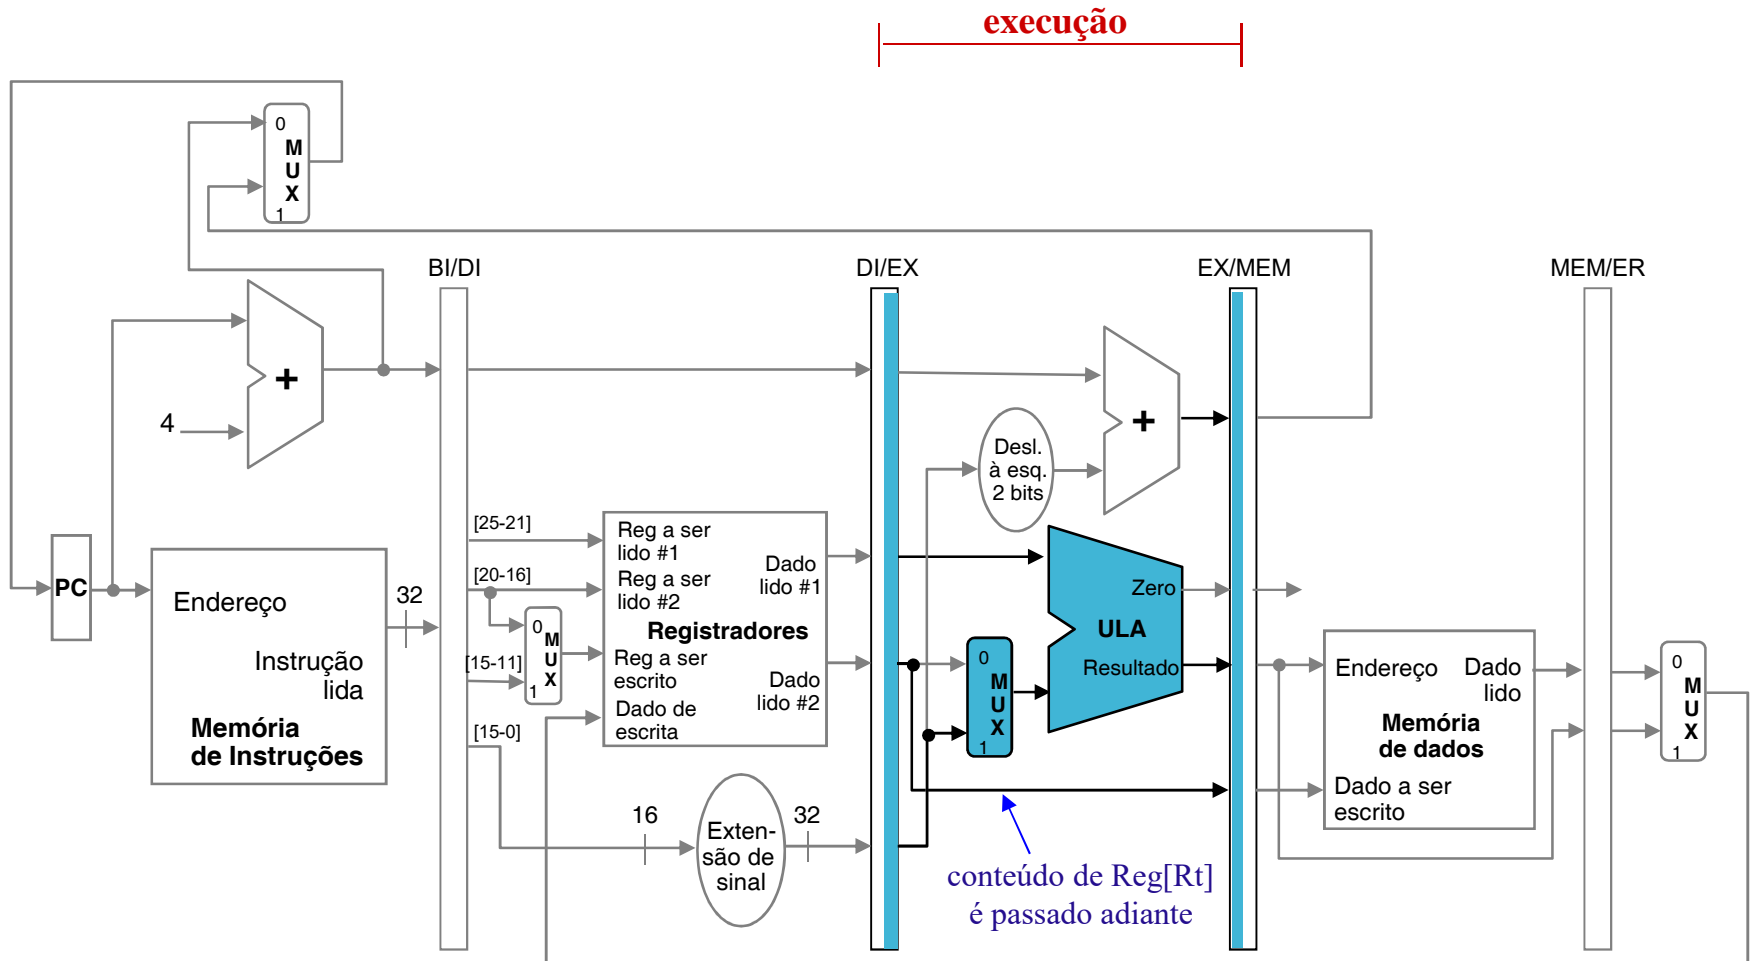 execução
0
M
U
X
1
BI/DI
DI/EX
EX/MEM
MEM/ER
+
4
+
Desl.
à esq.
2 bits
PC
Endereço
Instrução
lida
Memória
de Instruções
32
[25-21]
[20-16]
[15-11]
[15-0]
0
M
U
X
1
Reg a ser
lido #1
Reg a ser
lido #2
Registradores
Reg a ser
escrito
Dado de
escrita
Dado
lido #1
Dado
lido #2
16
Exten-
são de
sinal
32
0
M
U
X
1
Zero
ULA
Resultado
conteúdo de Reg[Rt]
é passado adiante
Endereço
Dado
lido
Memória
de dados
Dado a ser
escrito
0
M
U
X
1